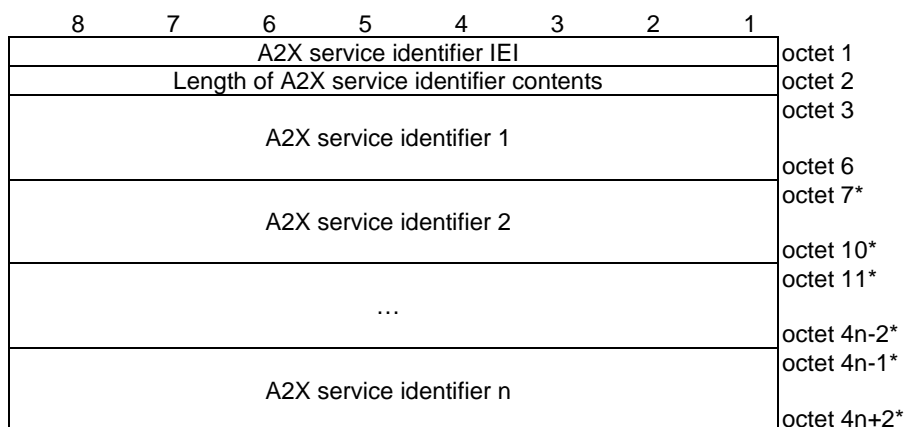 8 7 6 5 4 3 2 1
A2X service identifier IEI octet 1
Length of A2X service identifier contents octet 2
octet 3
A2X service identifier 1
octet 6
octet 7*
A2X service identifier 2
octet 10*
octet 11*
…
octet 4n-2*
octet 4n-1*
A2X service identifier n
octet 4n+2*